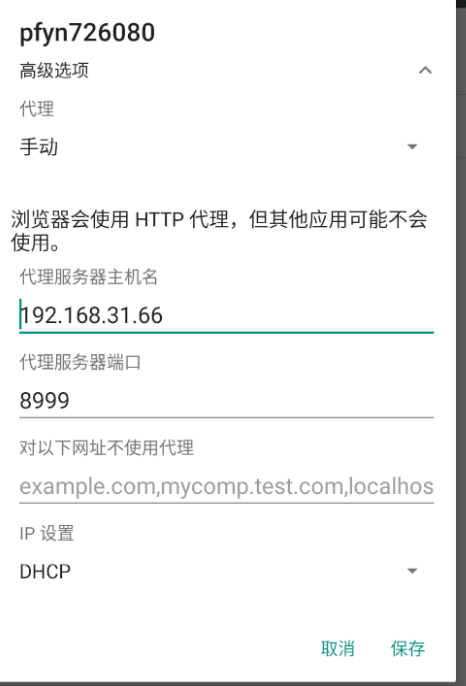 pfyn726080
高级选项
代理
手动
浏览器会使用 HTTP 代理，但其他应用可能不会
使用。
代理服务器主机名
192.168.31.66
代理服务器端口
8999
对以下网址不使用代理
example.com,mycomp.test.com,localhos
IP 设置
DHCP
取消 保存